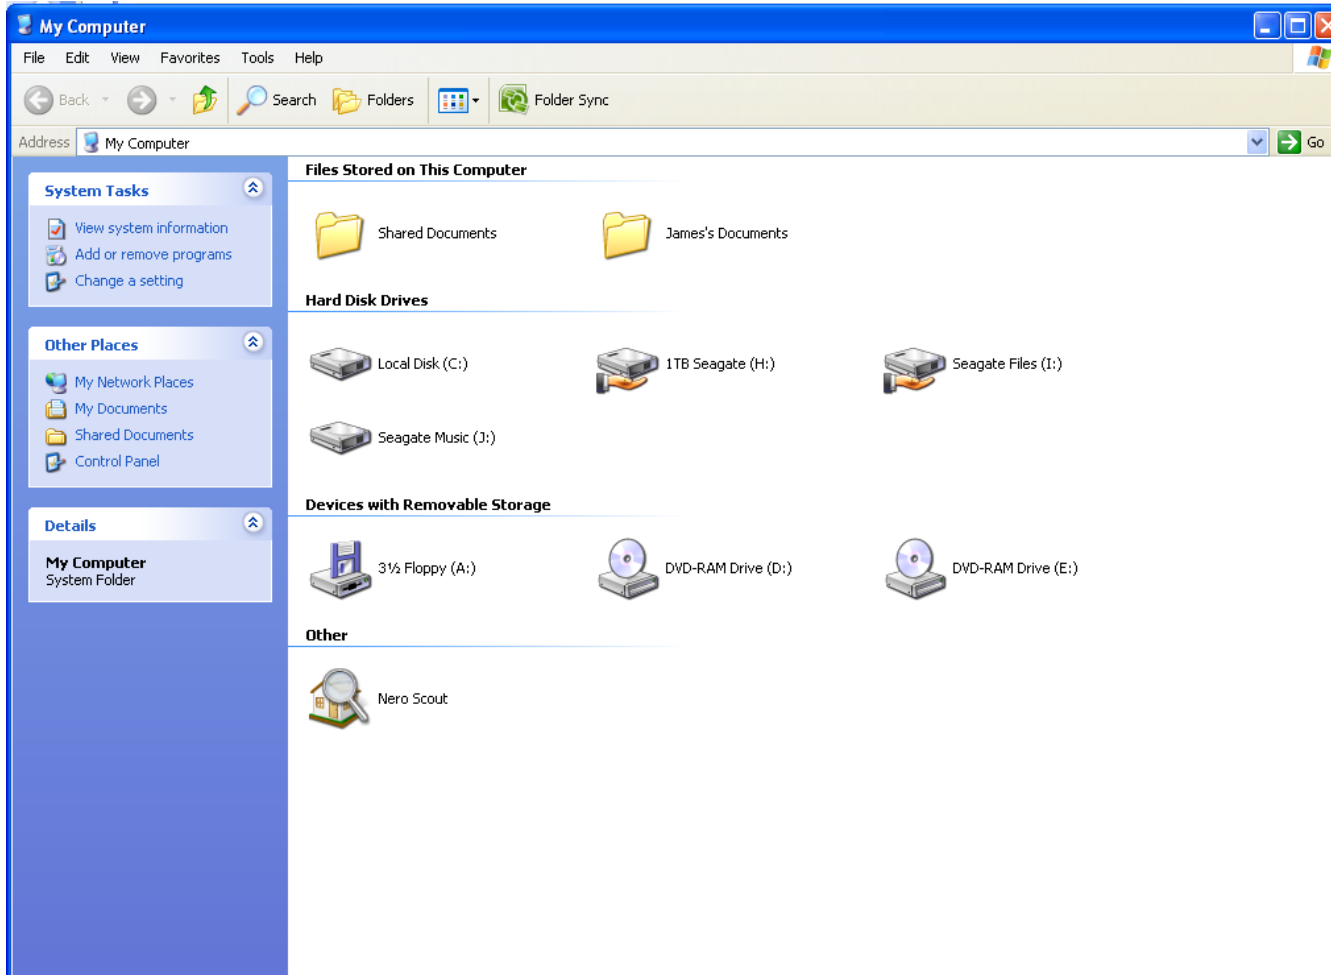 My Computer
File Edit View Favorites Tools Help
Back Search Folders Folder Sync
Address My Computer Go
System Tasks
View system information
Add or remove programs
Change a setting
Other Places
My Network Places
My Documents
Shared Documents
Control Panel
Details
My Computer
System Folder
Files Stored on This Computer
Shared Documents James's Documents
Hard Disk Drives
Local Disk (C:) 1TB Seagate (H:) Seagate Files (I:)
Seagate Music (J:)
Devices with Removable Storage
3½ Floppy (A:) DVD-RAM Drive (D:) DVD-RAM Drive (E:)
Other
Nero Scout